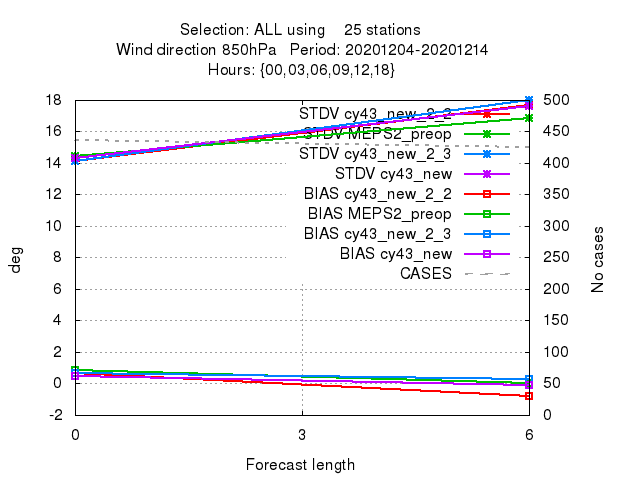 Selection: ALL using 25 stations
Wind direction 850hPa Period: 20201204-20201214
Hours: {00,03,06,09,12,18}
18 500
STDV cy43_new_2_2
16 450
STDV MEPS2_preop
STDV cy43_new_2_3
14 400
STDV cy43_new
12 350
BIAS cy43_new_2_2
BIAS MEPS2_preop
10 300
BIAS cy43_new_2_3
BIAS cy43_new
8 250
CASES
deg
No cases
6 200
4 150
2 100
0 50
-2 0
0 3 6
Forecast length